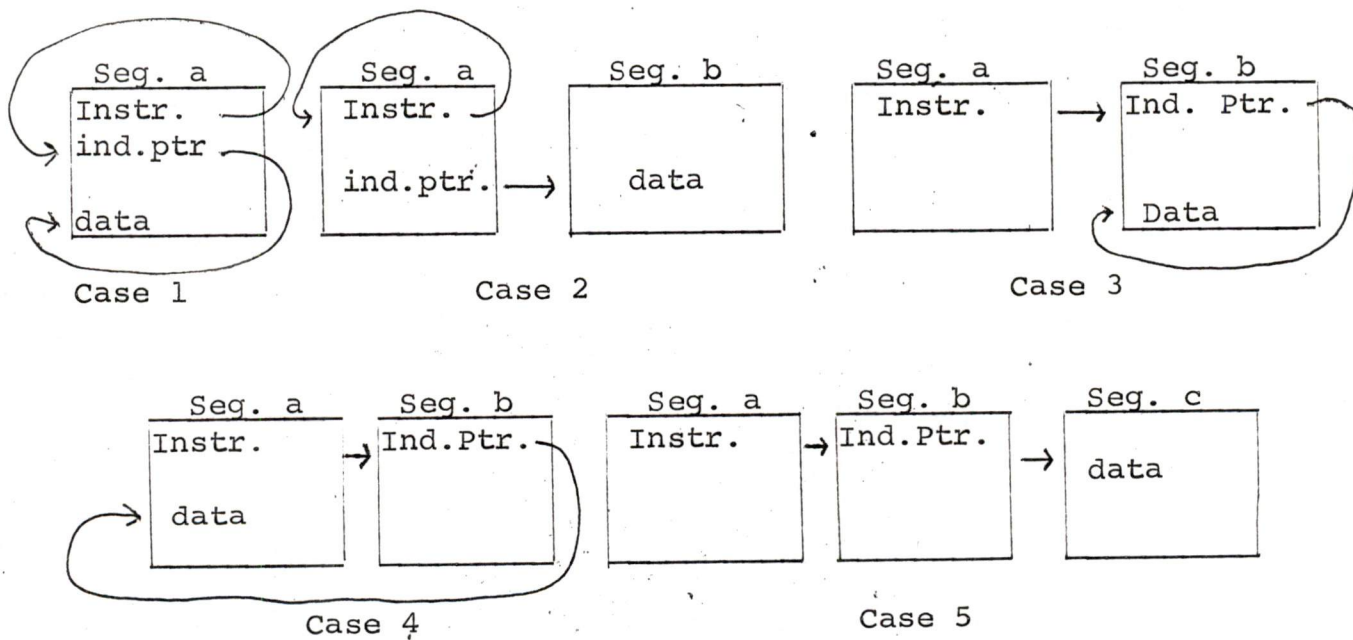 Seg. a
Instr.
ind.ptr
data
Case 1
Seg. a
Instr.
ind.ptr.
Seg. b
data
Case 2
Seg. a
Instr.
Seg. b
Ind. Ptr.
Data
Case 3
Seg. a
Instr.
data
Seg. b
Ind.Ptr.
Case 4
Seg. a
Instr.
Seg. b
Ind.Ptr.
Seg. c
data
Case 5